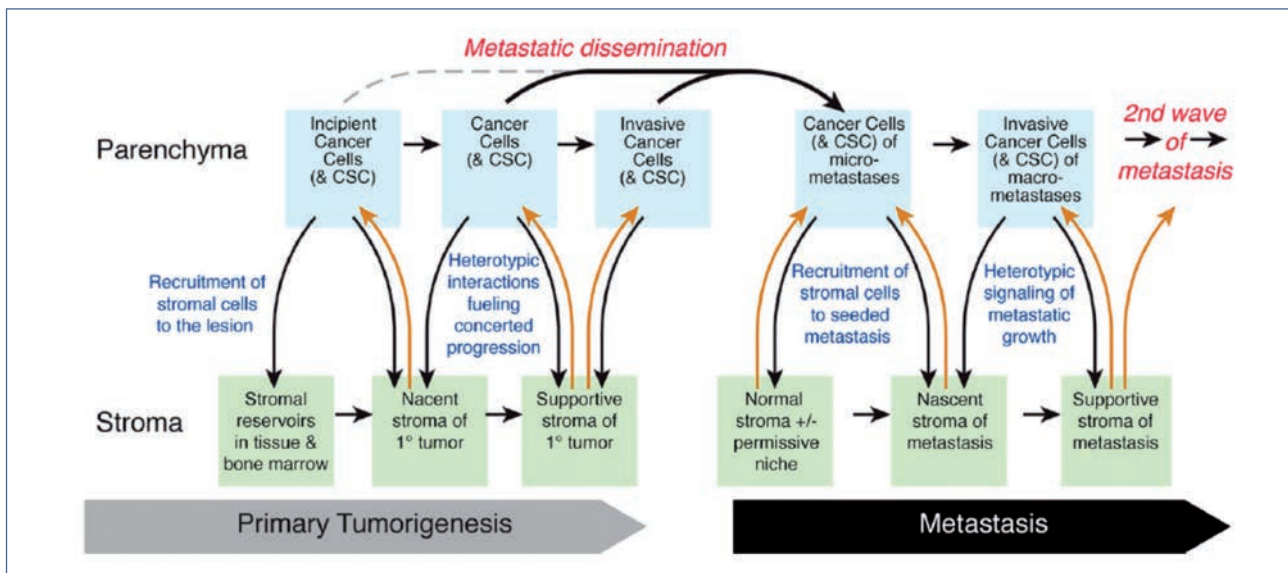 Metastatic dissemination
Parenchyma
Incipient
Cancer
Cells
(& CSC)
Cancer
Cells
(& CSC)
Invasive
Cancer
Cells
(& CSC)
Cancer Cells
(& CSC) of
micro-
metastases
Invasive
Cancer Cells
(& CSC) of
macro-
metastases
2nd wave
of
metastasis
Recruitment of
stromal cells
to the lesion
Heterotypic
interactions
fueling
concerted
progression
Recruitment of
stromal cells
to seeded
metastasis
Heterotypic
signaling of
metastatic
growth
Stroma
Stromal
reservoirs
in tissue &
bone marrow
Nacent
stroma of
1° tumor
Supportive
stroma of
1° tumor
Normal
stroma +/-
permissive
niche
Nascent
stroma of
metastasis
Supportive
stroma of
metastasis
Primary Tumorigenesis
Metastasis